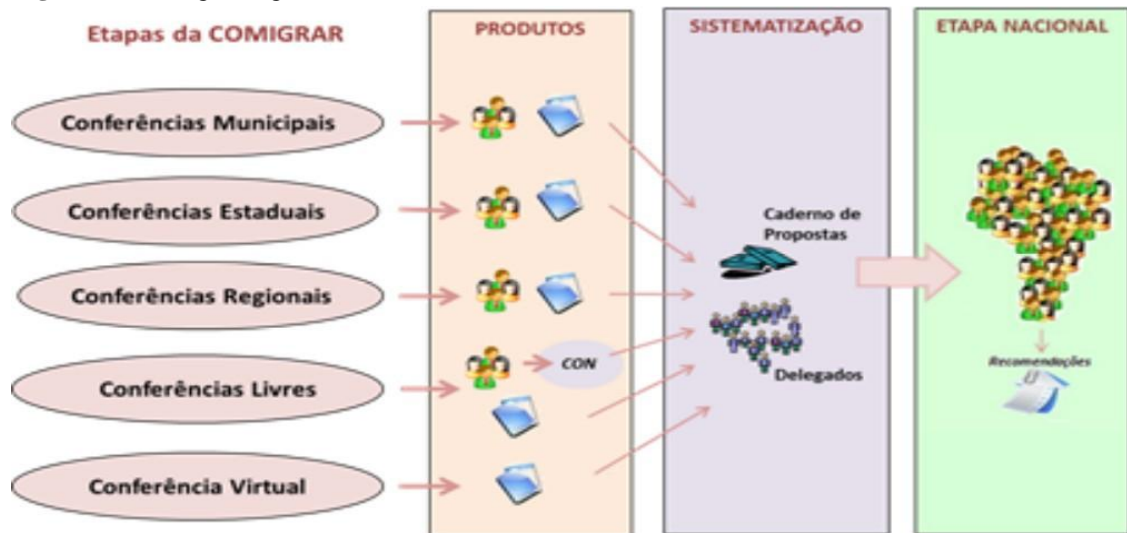 Etapas da COMIGRAR
PRODUTOS
SISTEMATIZAÇÃO
ETAPA NACIONAL
Conferências Municipais
Conferências Estaduais
Caderno de
Propostas
Conferências Regionais
Conferências Livres
CON
Delegados
Recomendações
Conferência Virtual